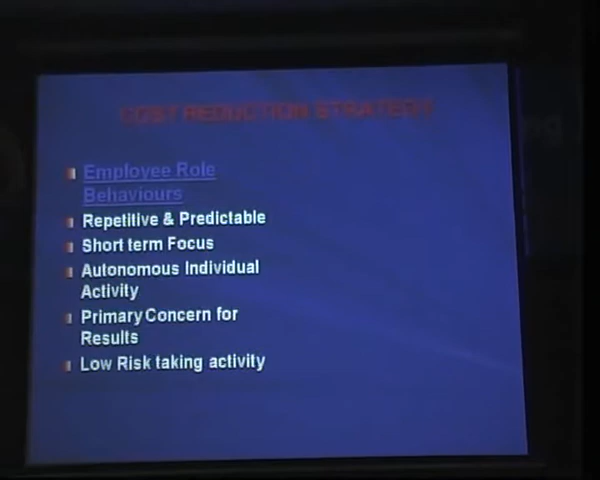 COST REDUCTION STRATEGY
Employee Role
Behaviours
Repetitive & Predictable
Short term Focus
Autonomous Individual
Activity
Primary Concern for
Results
Low Risk taking activity
ng